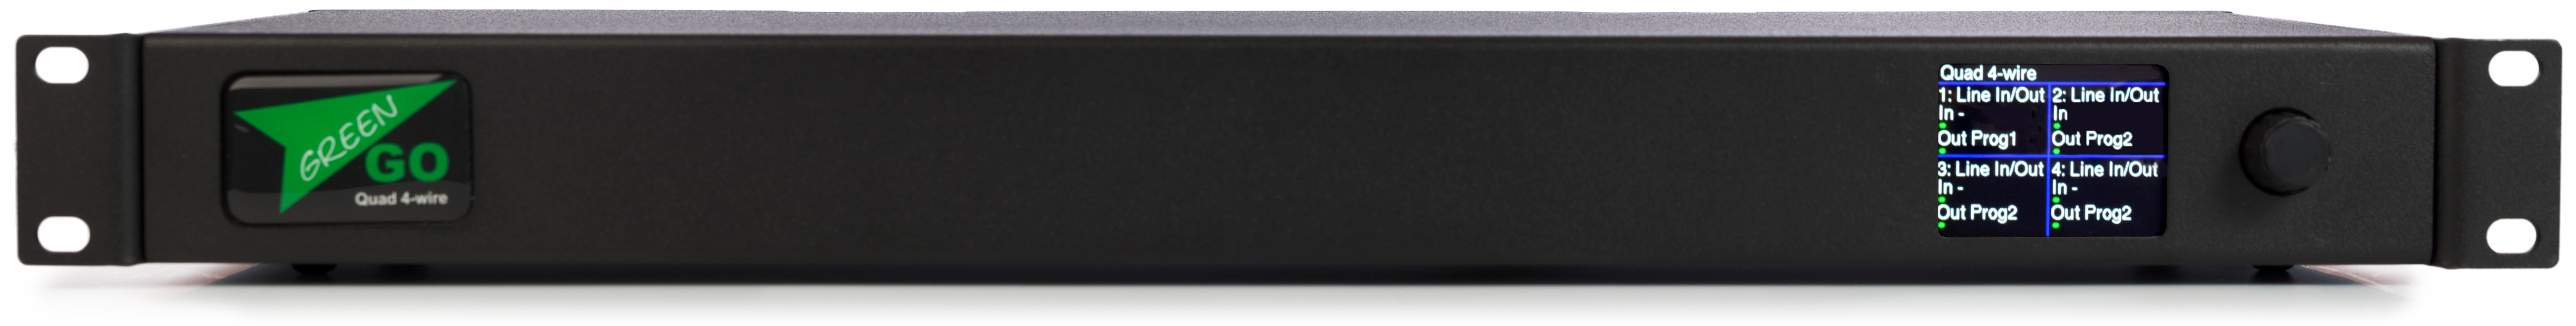 GREEN
GO
Quad 4-wire
Quad 4-wire
1: Line In/Out
In -
Out Prog1
2: Line In/Out
In
Out Prog2
3: Line In/Out
In -
Out Prog2
4: Line In/Out
In -
Out Prog2